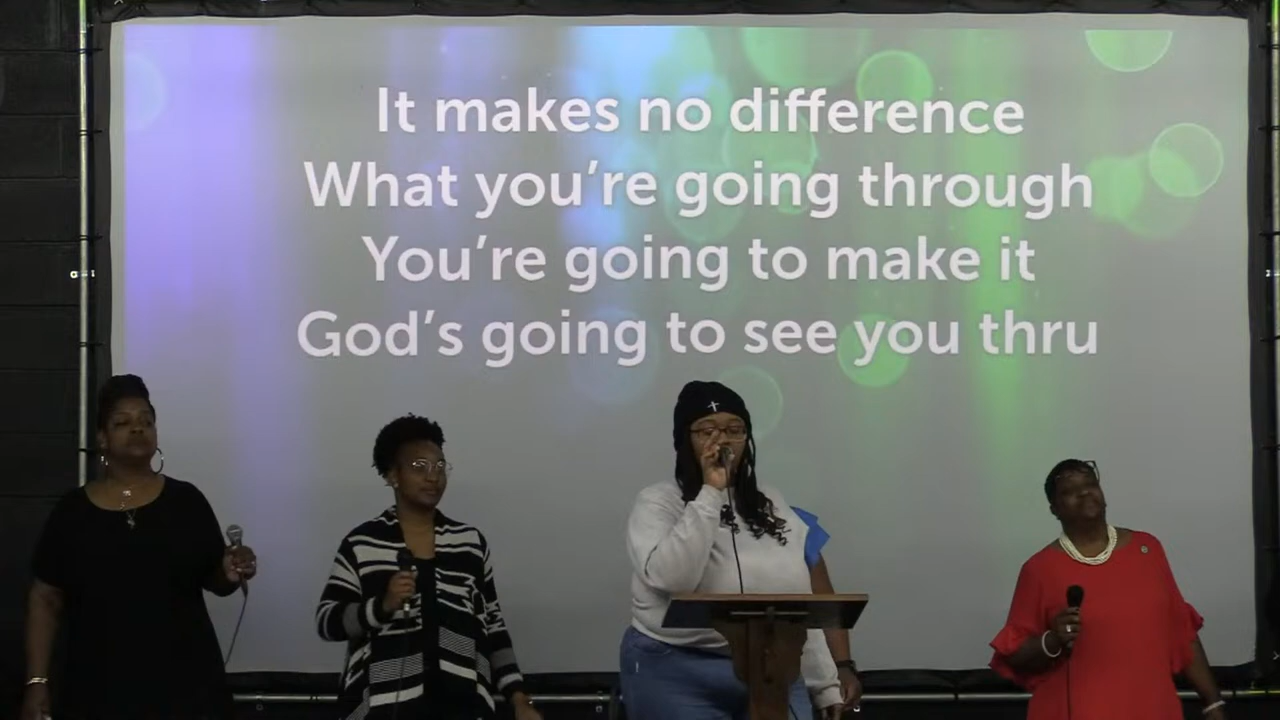 It makes no difference
What you’re going through
You’re going to make it
God’s going to see you thru